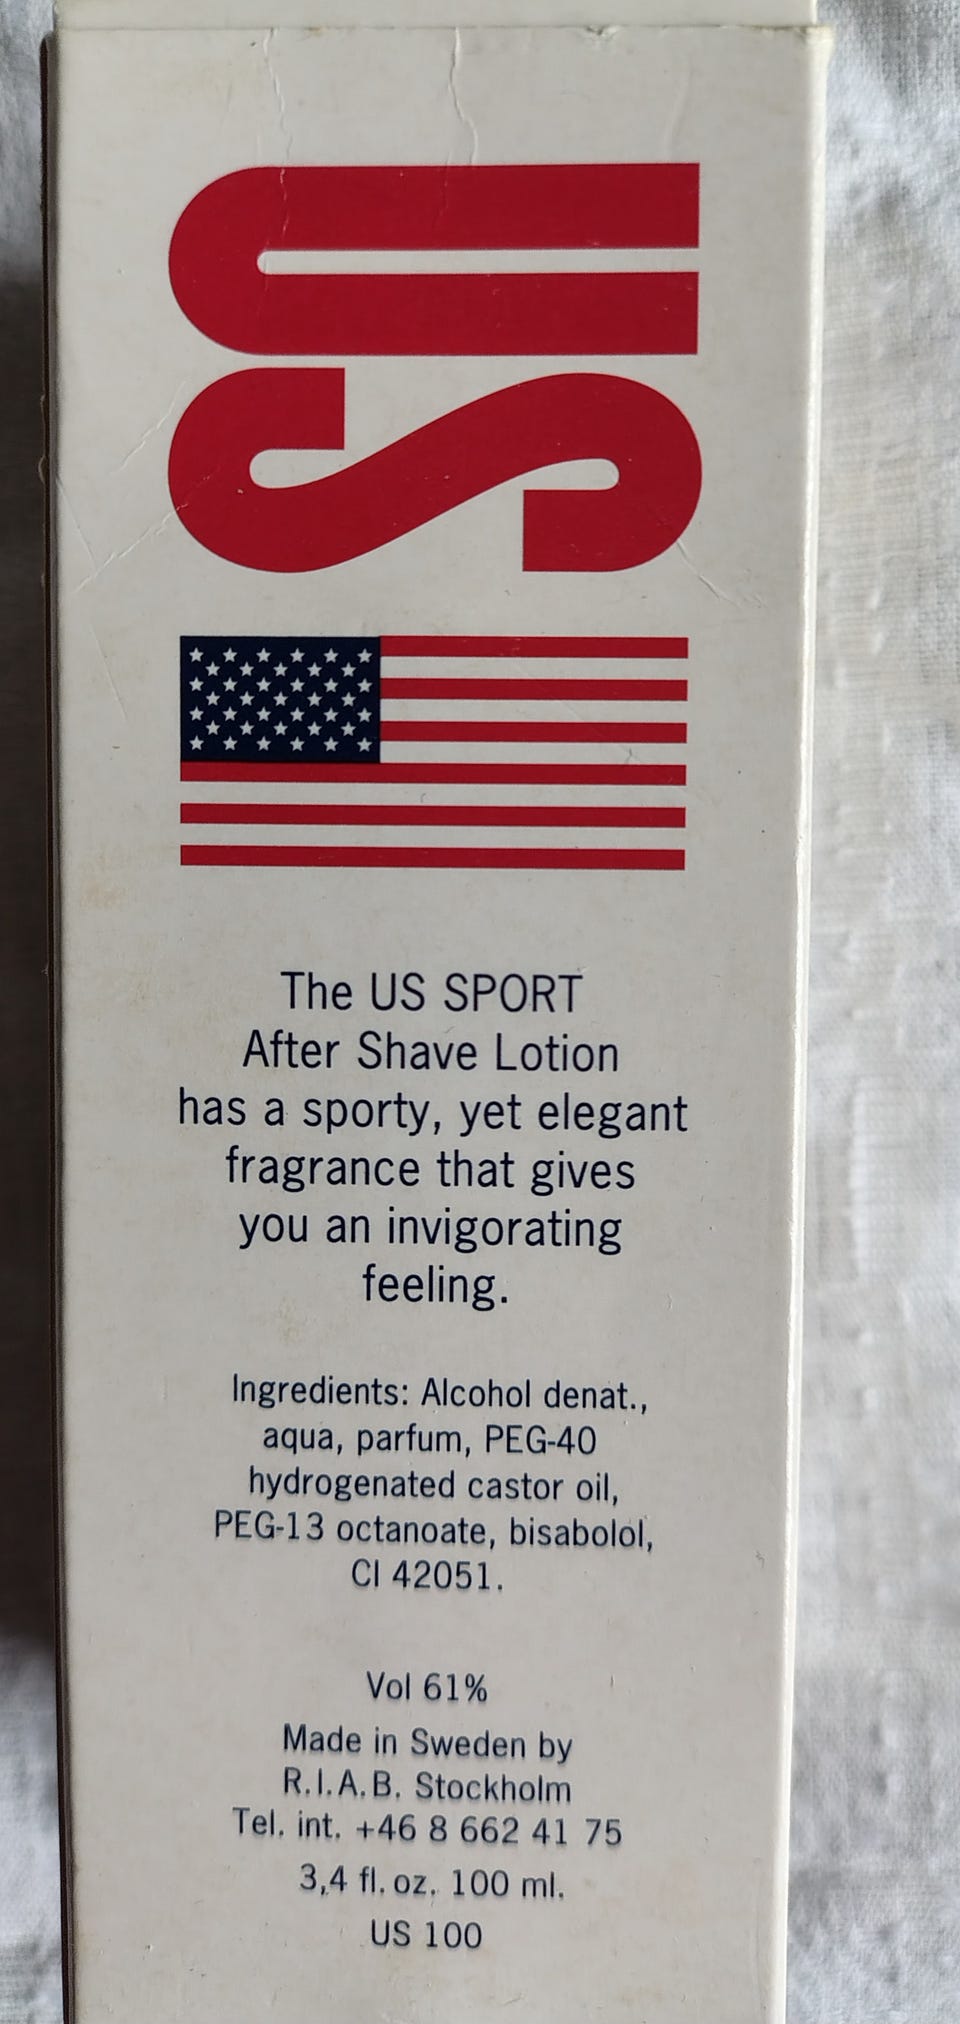 US
The US SPORT
After Shave Lotion
has a sporty, yet elegant
fragrance that gives
you an invigorating
feeling.
Ingredients: Alcohol denat.,
aqua, parfum, PEG-40
hydrogenated castor oil,
PEG-13 octanoate, bisabolol,
CI 42051.
Vol 61%
Made in Sweden by
R.I.A.B. Stockholm
Tel. int. +46 8 662 41 75
3,4 fl. oz. 100 ml.
US 100